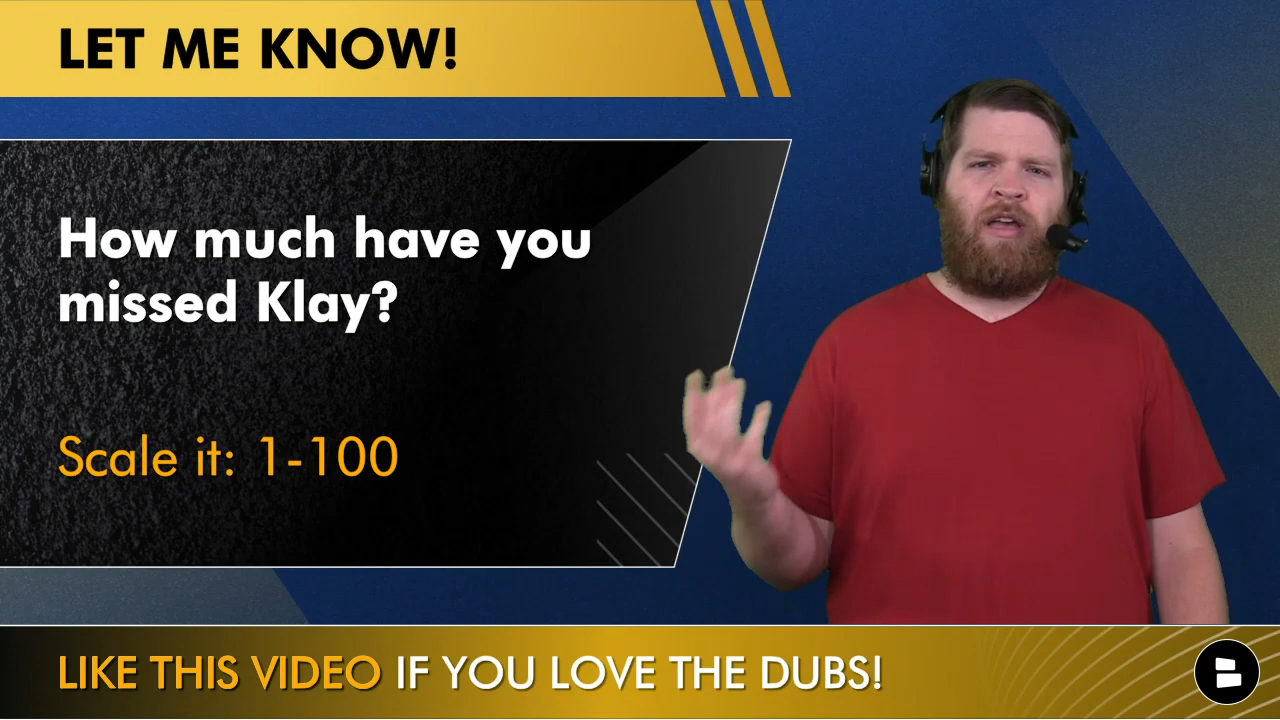 LET ME KNOW!
How much have you
missed Klay?
Scale it: 1-100
LIKE THIS VIDEO IF YOU LOVE THE DUBS!